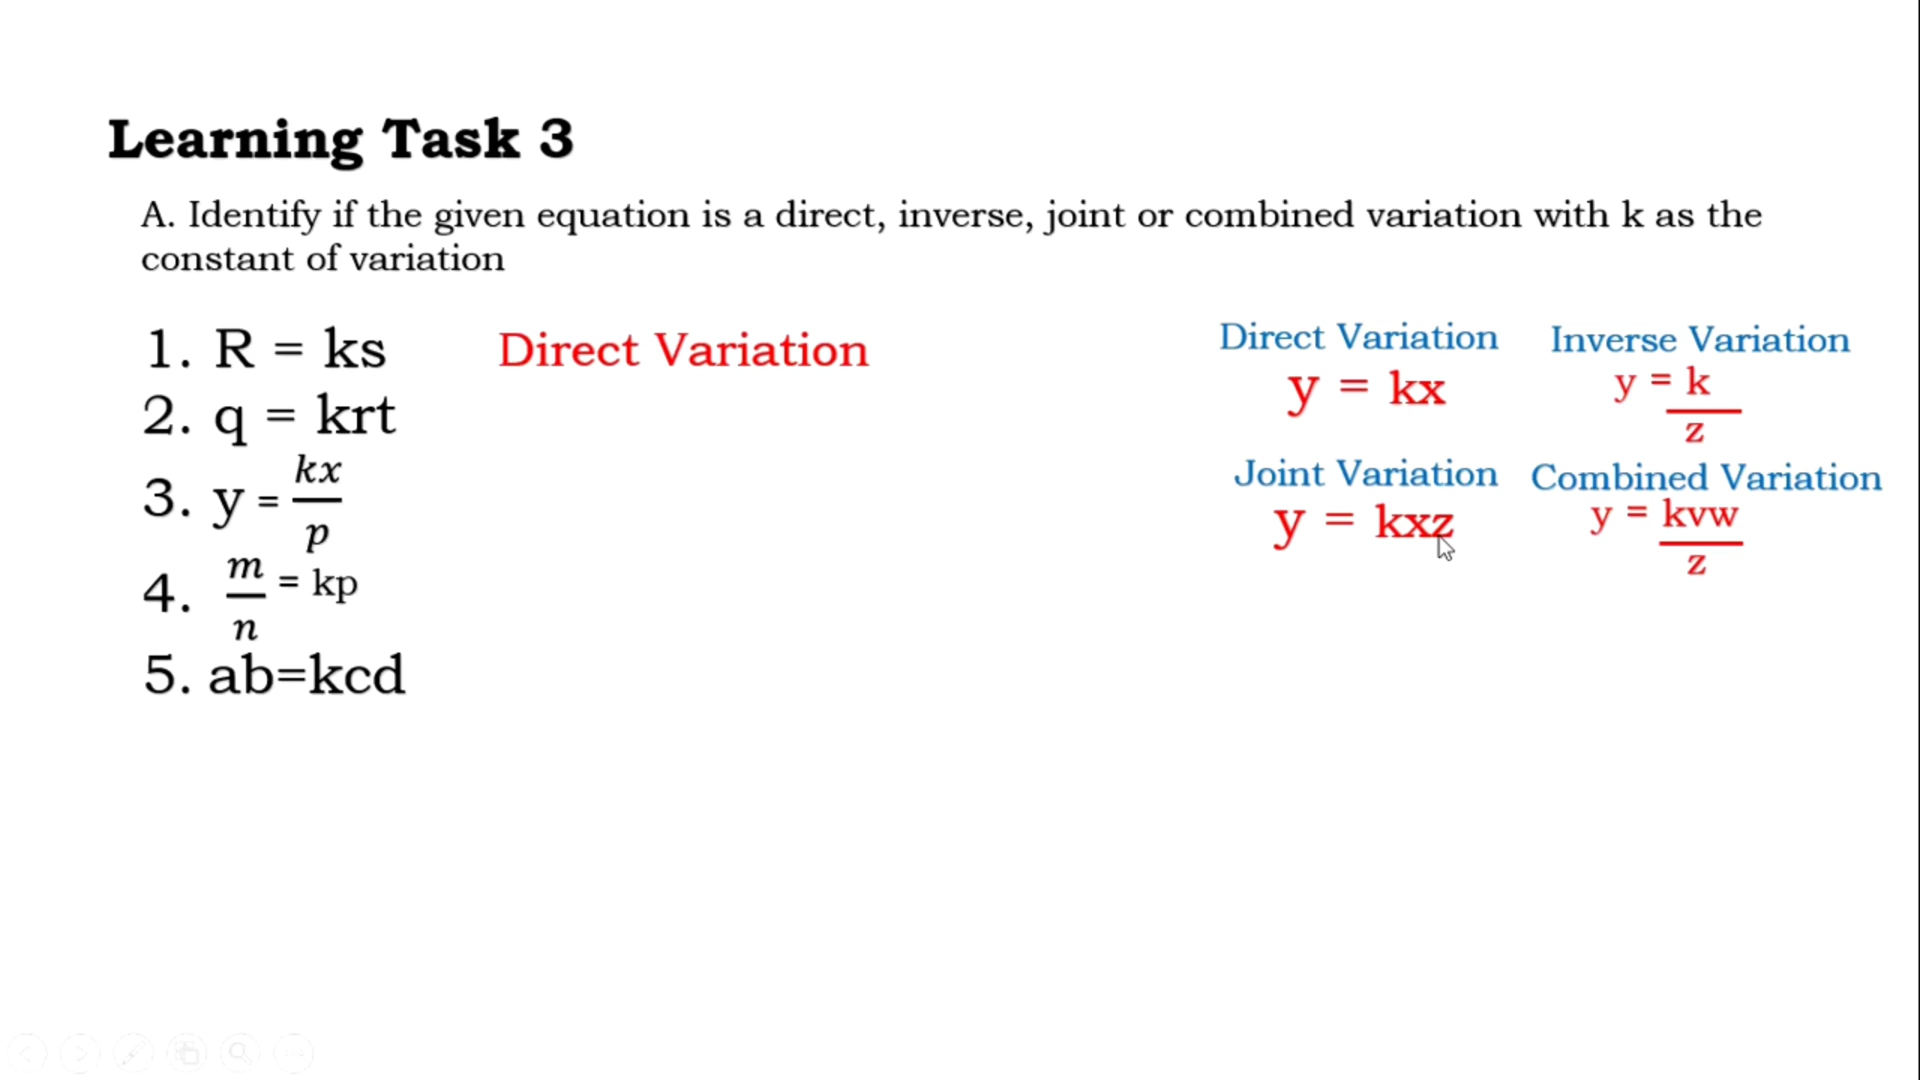 Learning Task 3
A. Identify if the given equation is a direct, inverse, joint or combined variation with k as the
constant of variation
1. R = ks
Direct Variation
2. q = krt
3. y = kx
p
4. m = kp
n
5. ab=kcd
Direct Variation
y = kx
Inverse Variation
y = k
z
Joint Variation
y = kxz
Combined Variation
y = kvw
z